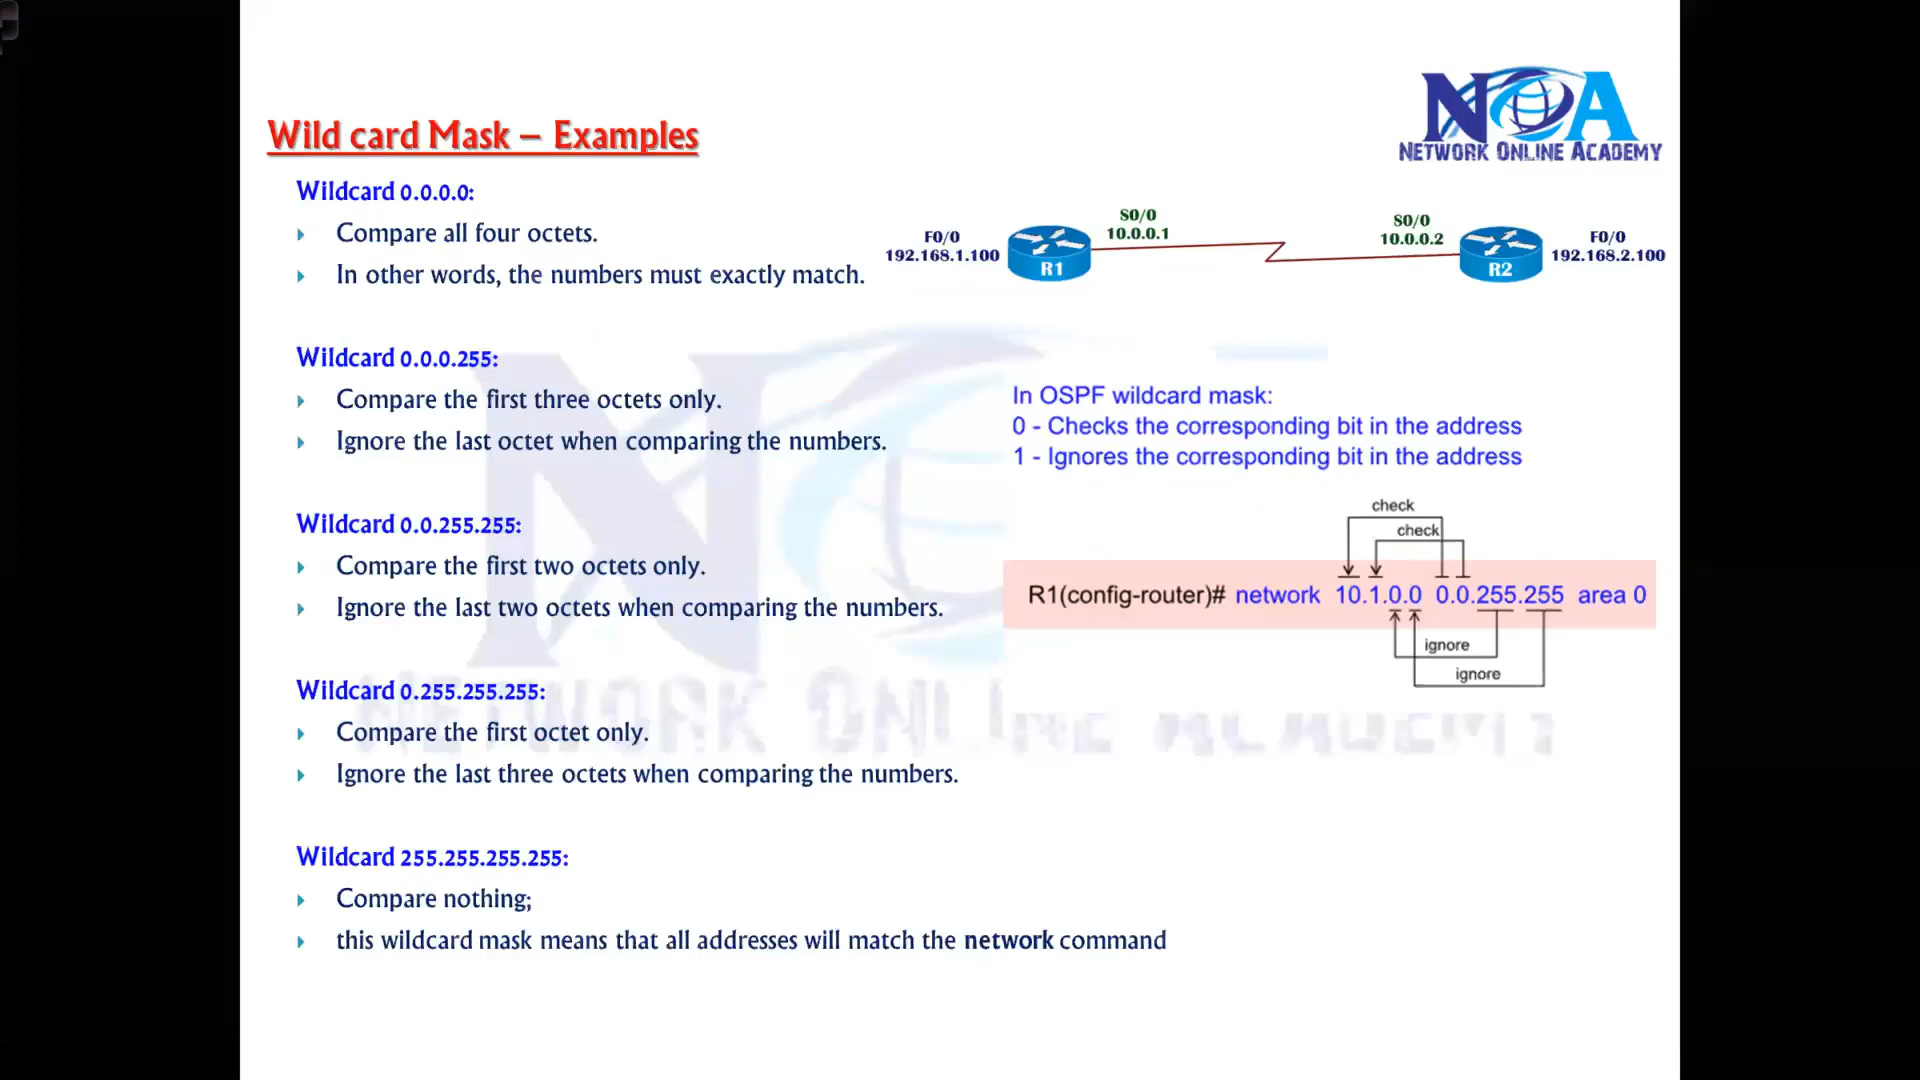 NOA
NETWORK ONLINE ACADEMY
Wild card Mask – Examples
Wildcard 0.0.0.0:
Compare all four octets.
In other words, the numbers must exactly match.
Wildcard 0.0.0.255:
Compare the first three octets only.
Ignore the last octet when comparing the numbers.
Wildcard 0.0.255.255:
Compare the first two octets only.
Ignore the last two octets when comparing the numbers.
Wildcard 0.255.255.255:
Compare the first octet only.
Ignore the last three octets when comparing the numbers.
Wildcard 255.255.255.255:
Compare nothing;
this wildcard mask means that all addresses will match the network command
F0/0
192.168.1.100
R1
S0/0
10.0.0.1
S0/0
10.0.0.2
R2
F0/0
192.168.2.100
In OSPF wildcard mask:
0 - Checks the corresponding bit in the address
1 - Ignores the corresponding bit in the address
check
check
R1(config-router)# network 10.1.0.0 0.0.255.255 area 0
ignore
ignore
NETWORK ONLINE ACADEMY